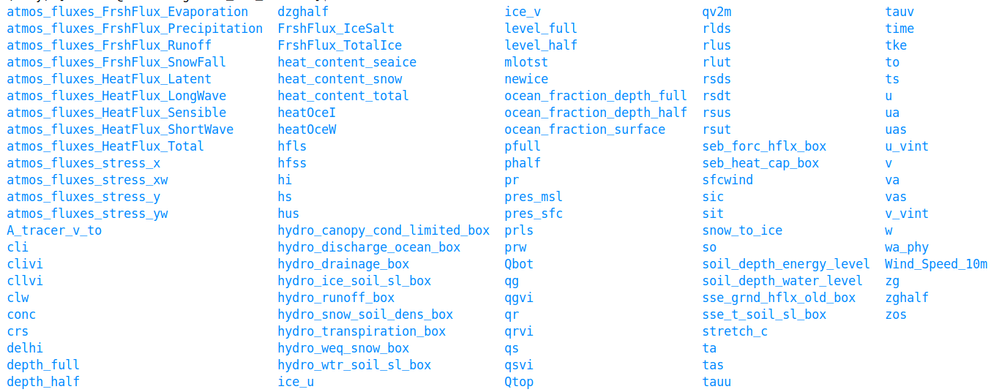 atmos_fluxes_FrshFlux_Evaporation dzghalf ice_v qv2m tauv
atmos_fluxes_FrshFlux_Precipitation FrshFlux_IceSalt level_full rlds time
atmos_fluxes_FrshFlux_Runoff FrshFlux_TotalIce level_half rlus tke
atmos_fluxes_FrshFlux_SnowFall heat_content_seaice mlotst rlut to
atmos_fluxes_HeatFlux_Latent heat_content_snow newice rsds ts
atmos_fluxes_HeatFlux_LongWave heat_content_total ocean_fraction_depth_full rsdt u
atmos_fluxes_HeatFlux_Sensible heatOceI ocean_fraction_depth_half rsus ua
atmos_fluxes_HeatFlux_ShortWave heatOceW ocean_fraction_surface rsut uas
atmos_fluxes_HeatFlux_Total hfls pfull seb_forc_hflx_box u_vint
atmos_fluxes_stress_x hfss phalf seb_heat_cap_box v
atmos_fluxes_stress_xw hi pr sfcwind va
atmos_fluxes_stress_y hs pres_msl sic vas
atmos_fluxes_stress_yw hus pres_sfc sit v_vint
A_tracer_v_to hydro_canopy_cond_limited_box prls snow_to_ice w
cli hydro_discharge_ocean_box prw so wa_phy
clivi hydro_drainage_box Qbot soil_depth_energy_level Wind_Speed_10m
cllvi hydro_ice_soil_sl_box qg soil_depth_water_level zg
clw hydro_runoff_box qgvi sse_grnd_hflx_old_box zghalf
conc hydro_snow_soil_dens_box qr sse_t_soil_sl_box zos
crs hydro_transpiration_box qrvi stretch_c
delhi hydro_weq_snow_box qs ta
depth_full hydro_wtr_soil_sl_box qsvi tas
depth_half ice_u Qtop tauu